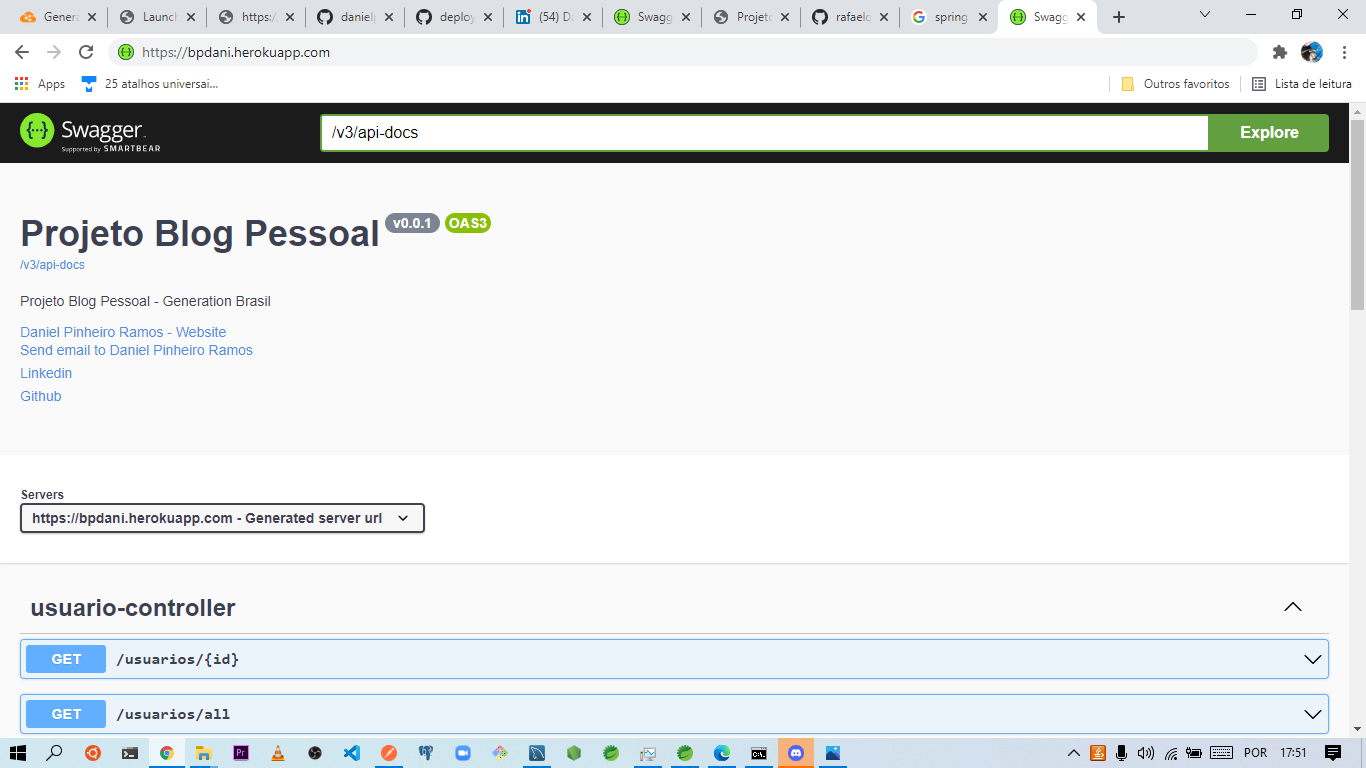 Genera
Launch
https:/
daniel
deploy
(54) Da
Swagg
Projeto
rafaelq
spring
Swagg
https://bpdani.herokuapp.com
Apps
25 atalhos universai...
Outros favoritos
Lista de leitura
Swagger
Supported by SMARTBEAR
/v3/api-docs
Explore
Projeto Blog Pessoal v0.0.1 OAS3
/v3/api-docs
Projeto Blog Pessoal - Generation Brasil
Daniel Pinheiro Ramos - Website
Send email to Daniel Pinheiro Ramos
Linkedin
Github
Servers
https://bpdani.herokuapp.com - Generated server url
usuario-controller
GET /usuarios/{id}
GET /usuarios/all
POR 17:51